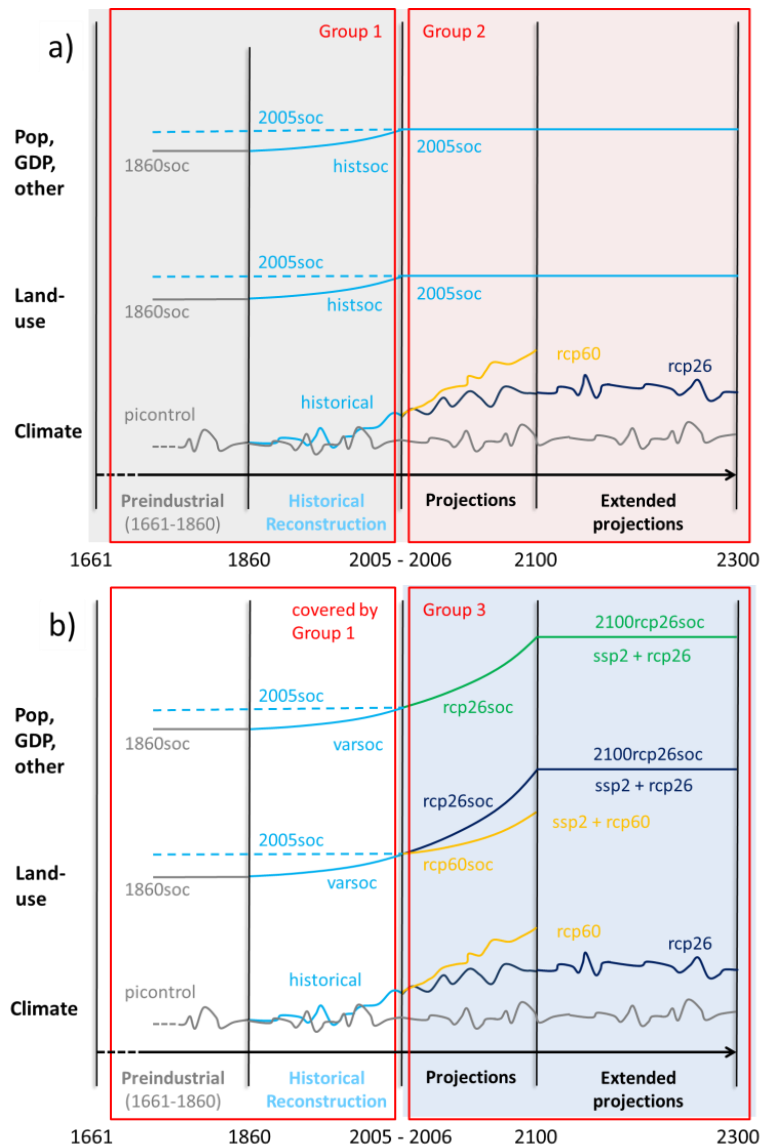 a)
Group 1
Group 2
Pop,
GDP,
other
2005soc
1860soc
histsoc
2005soc
Land-
use
2005soc
1860soc
histsoc
2005soc
Climate
picontrol
historical
rcp60
rcp26
Preindustrial
(1661-1860)
Historical
Reconstruction
Projections
Extended
projections
1661
1860
2005 - 2006
2100
2300
b)
covered by
Group 1
Group 3
Pop,
GDP,
other
2005soc
1860soc
varsoc
rcp26soc
2100rcp26soc
ssp2 + rcp26
Land-
use
2005soc
1860soc
varsoc
rcp26soc
rcp60soc
2100rcp26soc
ssp2 + rcp26
ssp2 + rcp60
Climate
picontrol
historical
rcp60
rcp26
Preindustrial
(1661-1860)
Historical
Reconstruction
Projections
Extended
projections
1661
1860
2005 - 2006
2100
2300